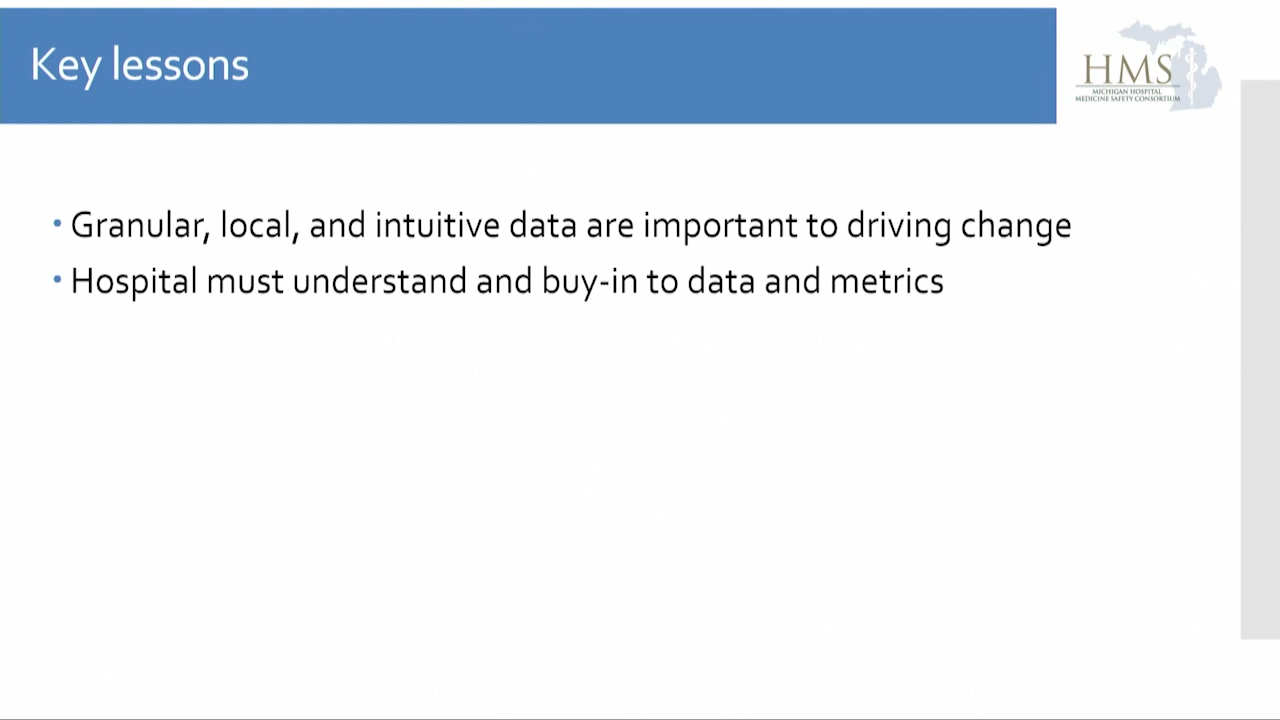 Key lessons
HMS
MICHIGAN HOSPITAL
MEDICINE SAFETY CONSORTIUM
• Granular, local, and intuitive data are important to driving change
• Hospital must understand and buy-in to data and metrics